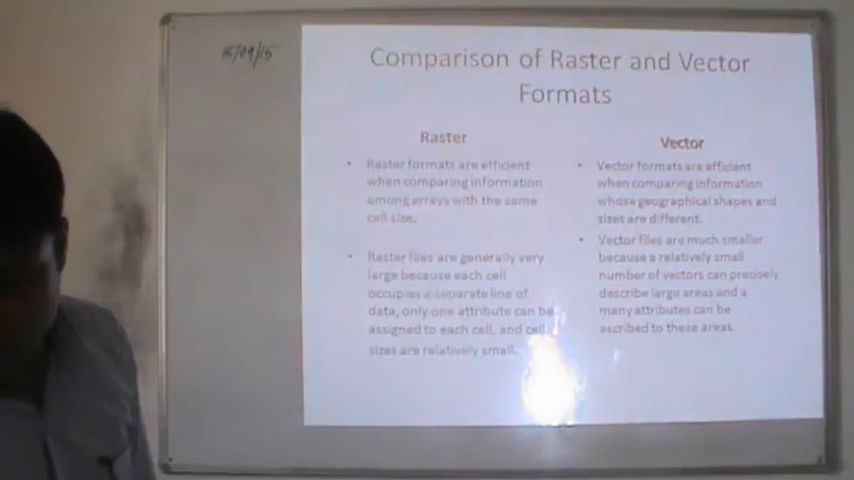 15/09/15
Comparison of Raster and Vector
Formats
Raster
• Raster formats are efficient
when comparing information
among arrays with the same
cell size.
• Raster files are generally very
large because each cell
occupies a separate line of
data, only one attribute can be
assigned to each cell, and cell
sizes are relatively small.
Vector
• Vector formats are efficient
when comparing information
whose geographical shapes and
sizes are different.
• Vector files are much smaller
because a relatively small
number of vectors can precisely
describe large areas and a
many attributes can be
ascribed to these areas.